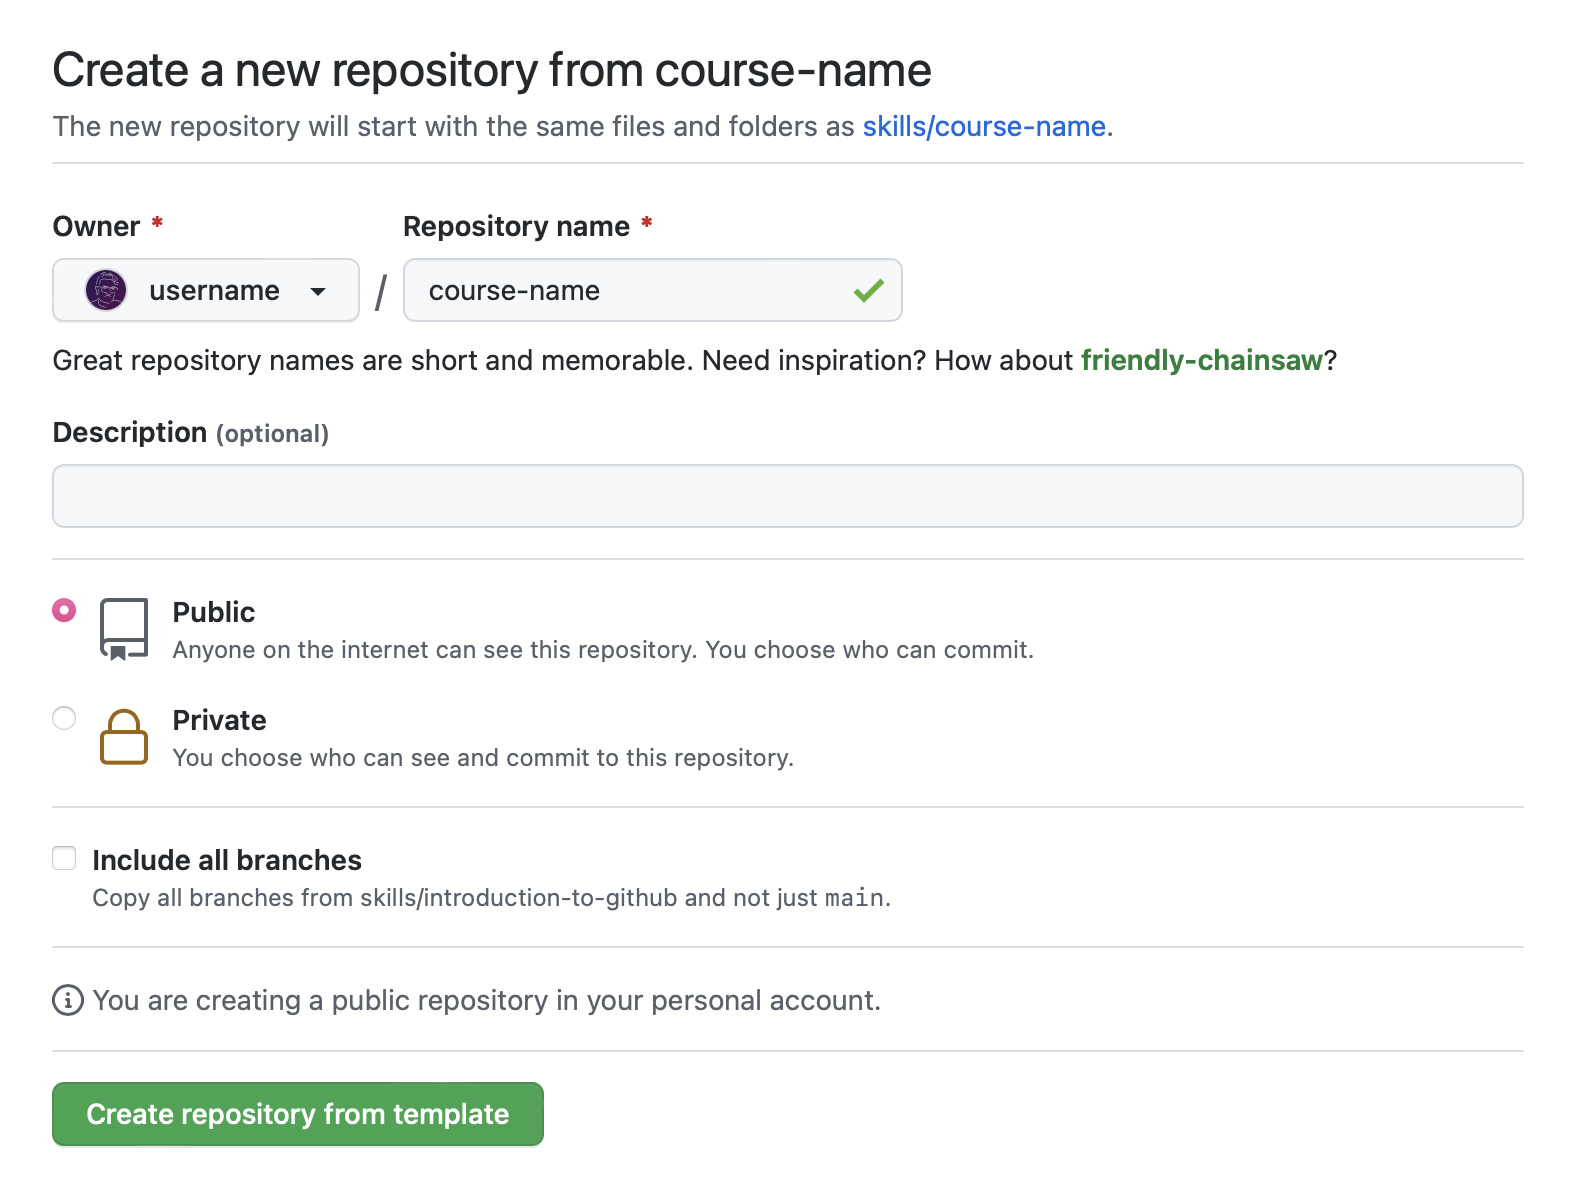 Create a new repository from course-name
The new repository will start with the same files and folders as skills/course-name.
Owner * Repository name *
username / course-name
Great repository names are short and memorable. Need inspiration? How about friendly-chainsaw?
Description (optional)
Public
Anyone on the internet can see this repository. You choose who can commit.
Private
You choose who can see and commit to this repository.
Include all branches
Copy all branches from skills/introduction-to-github and not just main.
You are creating a public repository in your personal account.
Create repository from template